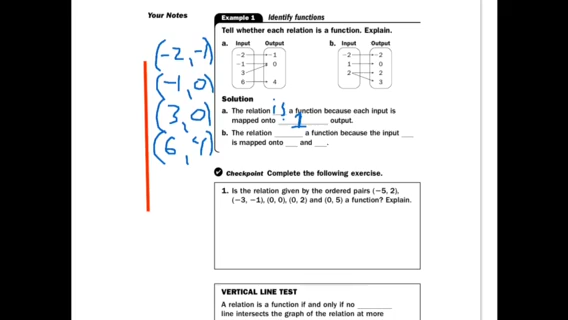 Your Notes
Example 1 Identify functions
Tell whether each relation is a function. Explain.
a. Input Output
b. Input Output
−2 −1
−1 0
3
6 4
−2 −2
1 0
2 2
3
(-2, -1)
(-1, 0)
(3, 0)
(6, 4)
Solution
a. The relation is a function because each input is
mapped onto 1 output.
b. The relation ____ a function because the input ___
is mapped onto ___ and ___.
Checkpoint Complete the following exercise.
1. Is the relation given by the ordered pairs (−5, 2),
(−3, −1), (0, 0), (0, 2) and (0, 5) a function? Explain.
VERTICAL LINE TEST
A relation is a function if and only if no ______
line intersects the graph of the relation at more